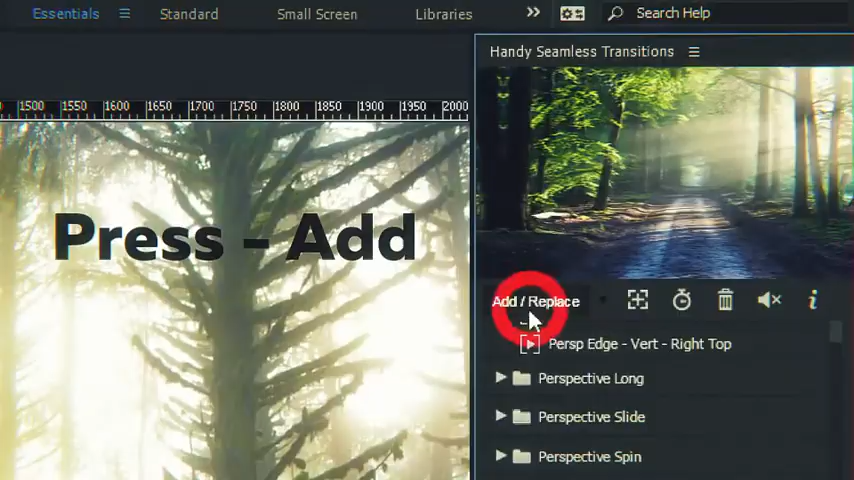 Essentials
Standard
Small Screen
Libraries
Search Help
Handy Seamless Transitions
1500 1550 1600 1650 1700 1750 1800 1850 1900 1950 2000
Press - Add
Add / Replace
Persp Edge - Vert - Right Top
Perspective Long
Perspective Slide
Perspective Spin